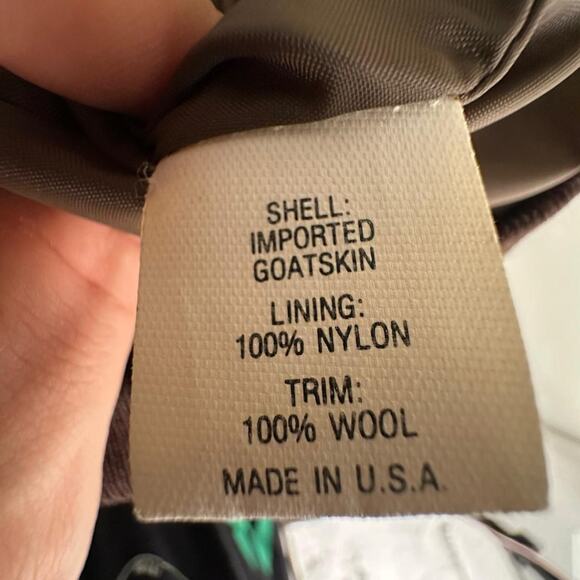 SHELL:
IMPORTED
GOATSKIN
LINING:
100% NYLON
TRIM:
100% WOOL
MADE IN U.S.A.